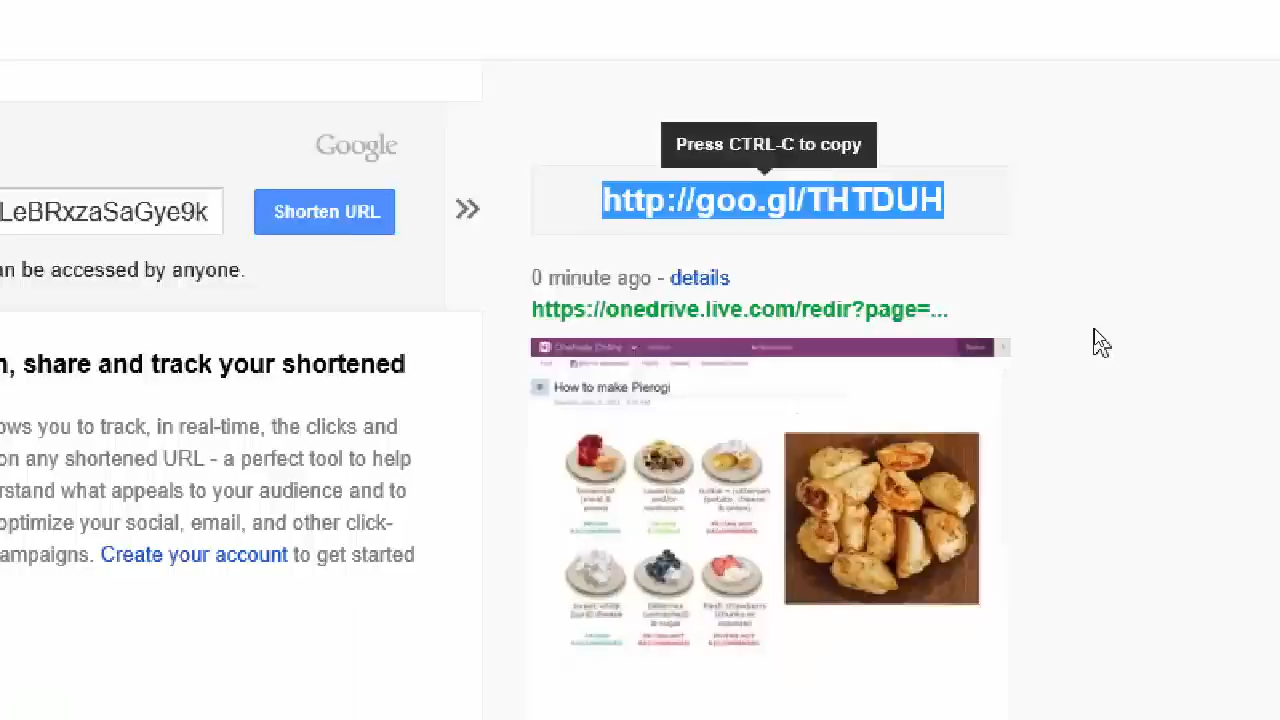 Google
LeBRxzaSaGye9k
Shorten URL
an be accessed by anyone.
n, share and track your shortened
ows you to track, in real-time, the clicks and
on any shortened URL - a perfect tool to help
rstand what appeals to your audience and to
optimize your social, email, and other click-
ampaigns. Create your account to get started
Press CTRL-C to copy
http://goo.gl/THTDUH
0 minute ago - details
https://onedrive.live.com/redir?page=...
OneNote Online
How to make Pierogi